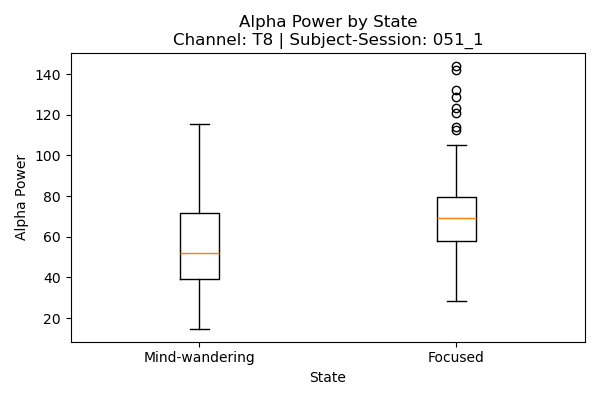 Alpha Power by State
Channel: T8 | Subject-Session: 051_1
Alpha Power
140
120
100
80
60
40
20
Mind-wandering
Focused
State